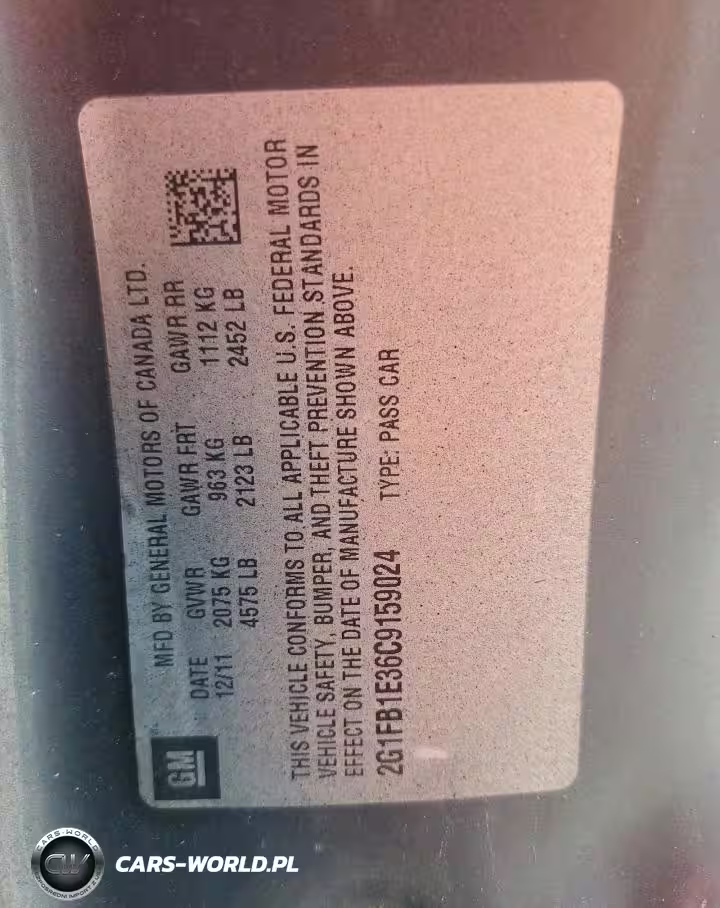 GM
MFD BY GENERAL MOTORS OF CANADA LTD.
DATE GVWR GAWR FRT GAWR RR
12/11 2075 KG 963 KG 1112 KG
4575 LB 2123 LB 2452 LB
THIS VEHICLE CONFORMS TO ALL APPLICABLE U.S. FEDERAL MOTOR
VEHICLE SAFETY, BUMPER, AND THEFT PREVENTION STANDARDS IN
EFFECT ON THE DATE OF MANUFACTURE SHOWN ABOVE.
2G1FB1E36C9159024 TYPE: PASS CAR
CARS-WORLD
CW
CARS-WORLD.PL